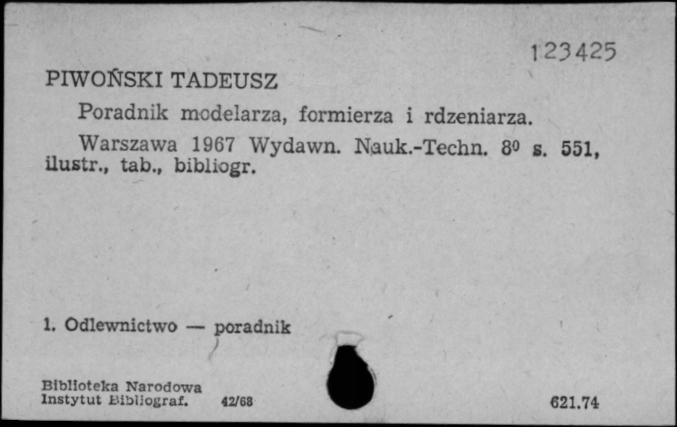 123425
PIWOŃSKI TADEUSZ
Poradnik modelarza, formierza i rdzeniarza.
Warszawa 1967 Wydawn. Nauk.-Techn. 8⁰ s. 551,
ilustr., tab., bibliogr.
1. Odlewnictwo — poradnik
Biblioteka Narodowa
Instytut Bibliograf. 42/68
621.74